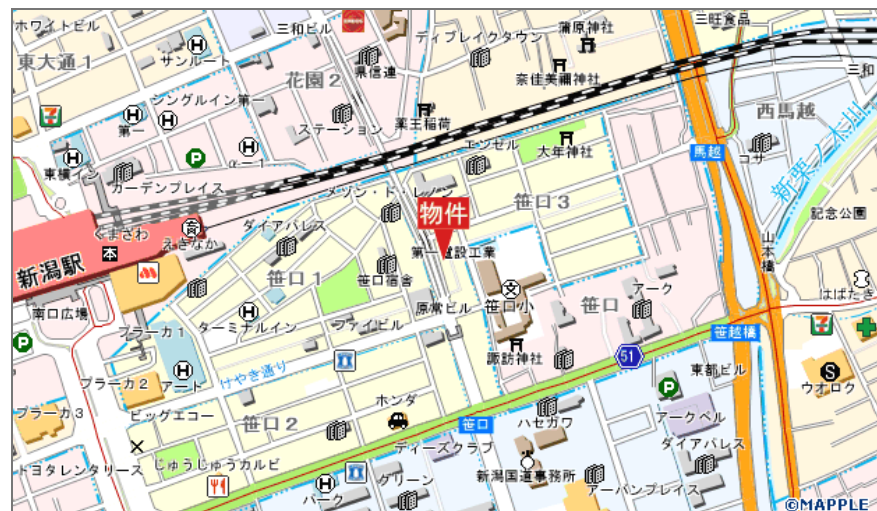 ホワイトビル
三和ビル
ディブレイクタウン
蒲原神社
三旺食品
東大通1
サンルート
県信連
奈佳美禰神社
三和
花園2
シングルイン第一
第一
ステーション
薬王稲荷
西馬越
エンゼル
大年神社
馬越
コサ
新栗ノ木川
東横イン
P
α-1
ガーデンプレイス
メゾン・ド・レゾン
物件
笹口3
ダイアパレス
記念公園
くまざわ
えきなか
第一電設工業
山本橋
新潟駅
本
笹口1
笹口宿舎
文
笹口小
笹口
アーク
はばたき
南口広場
原常ビル
プラーカ1
ターミナルイン
ファイビル
諏訪神社
51
笹越橋
プラーカ2
アート
けやき通り
東都ビル
ウオロク
P
プラーカ3
ビッグエコー
笹口2
ホンダ
笹口
ハセガワ
アークベル
トヨタレンタリース
じゅうじゅうカルビ
ディーズクラブ
新潟国道事務所
ダイアパレス
パーク
グリーン
アーバンプレイス
©MAPPLE